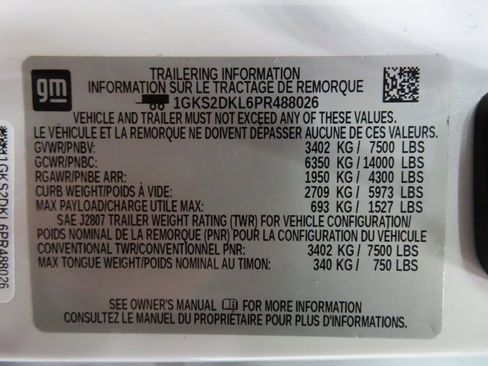 gm
TRAILERING INFORMATION
INFORMATION SUR LE TRACTAGE DE REMORQUE
1GKS2DKL6PR488026
VEHICLE AND TRAILER MUST NOT EXCEED ANY OF THESE VALUES.
LE VÉHICULE ET LA REMORQUE NE DOIVENT DÉPASSER AUCUNE DE CES VALEURS.
GVWR/PNBV: 3402 KG/ 7500 LBS
GCWR/PNBC: 6350 KG/ 14000 LBS
RGAWR/PNBE ARR: 1950 KG/ 4300 LBS
CURB WEIGHT/POIDS À VIDE: 2709 KG/ 5973 LBS
MAX PAYLOAD/CHARGE UTILE MAX: 693 KG/ 1527 LBS
SAE J2807 TRAILER WEIGHT RATING (TWR) FOR VEHICLE CONFIGURATION/
POIDS NOMINAL DE LA REMORQUE (PNR) POUR LA CONFIGURATION DU VÉHICULE
CONVENTIONAL TWR/CONVENTIONNEL PNR: 3402 KG/ 7500 LBS
MAX TONGUE WEIGHT/POIDS NOMINAL AU TIMON: 340 KG/ 750 LBS
SEE OWNER'S MANUAL FOR MORE INFORMATION
CONSULTEZ LE MANUEL DU PROPRIÉTAIRE POUR PLUS D'INFORMATION
1GKS2DKL6PR488026